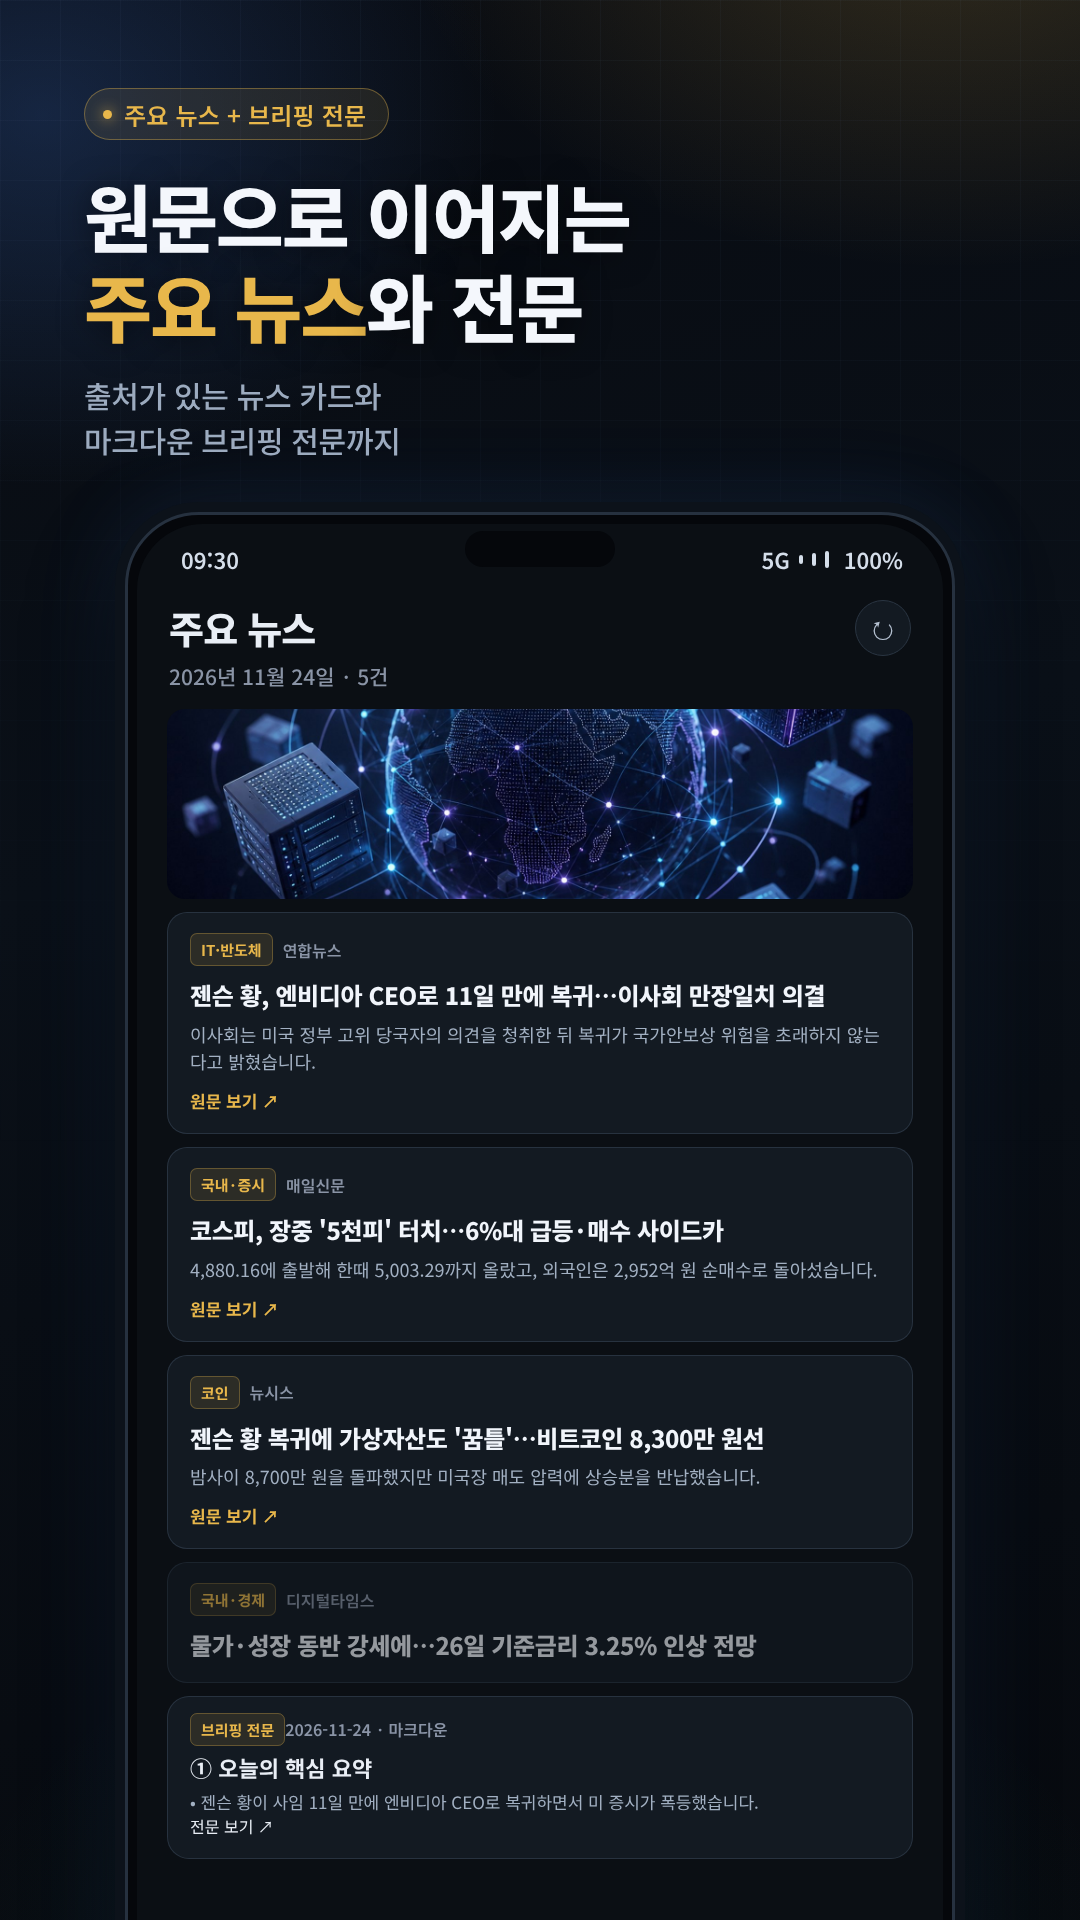 주요 뉴스 + 브리핑 전문
원문으로 이어지는
주요 뉴스와 전문
출처가 있는 뉴스 카드와
마크다운 브리핑 전문까지
09:30
5G 100%
주요 뉴스
2026년 11월 24일 · 5건
IT·반도체 연합뉴스
젠슨 황, 엔비디아 CEO로 11일 만에 복귀…이사회 만장일치 의결
이사회는 미국 정부 고위 당국자의 의견을 청취한 뒤 복귀가 국가안보상 위험을 초래하지 않는
다고 밝혔습니다.
원문 보기 ↗
국내·증시 매일신문
코스피, 장중 '5천피' 터치…6%대 급등·매수 사이드카
4,880.16에 출발해 한때 5,003.29까지 올랐고, 외국인은 2,952억 원 순매수로 돌아섰습니다.
원문 보기 ↗
코인 뉴시스
젠슨 황 복귀에 가상자산도 '꿈틀'…비트코인 8,300만 원선
밤사이 8,700만 원을 돌파했지만 미국장 매도 압력에 상승분을 반납했습니다.
원문 보기 ↗
국내·경제 디지털타임스
물가·성장 동반 강세에…26일 기준금리 3.25% 인상 전망
브리핑 전문 2026-11-24 · 마크다운
① 오늘의 핵심 요약
• 젠슨 황이 사임 11일 만에 엔비디아 CEO로 복귀하면서 미 증시가 폭등했습니다.
전문 보기 ↗